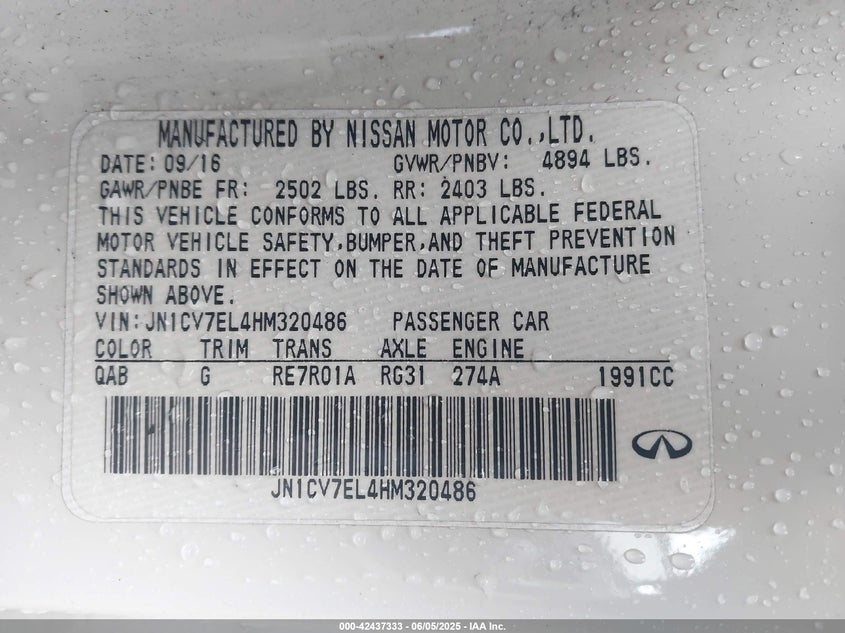 MANUFACTURED BY NISSAN MOTOR CO.,LTD.
DATE: 09/16 GVWR/PNBV: 4894 LBS.
GAWR/PNBE FR: 2502 LBS. RR: 2403 LBS.
THIS VEHICLE CONFORMS TO ALL APPLICABLE FEDERAL
MOTOR VEHICLE SAFETY,BUMPER,AND THEFT PREVENTION
STANDARDS IN EFFECT ON THE DATE OF MANUFACTURE
SHOWN ABOVE.
VIN:JN1CV7EL4HM320486 PASSENGER CAR
COLOR TRIM TRANS AXLE ENGINE
QAB G RE7R01A RG31 274A 1991CC
JN1CV7EL4HM320486
000-42437333 - 06/05/2025 - IAA Inc.